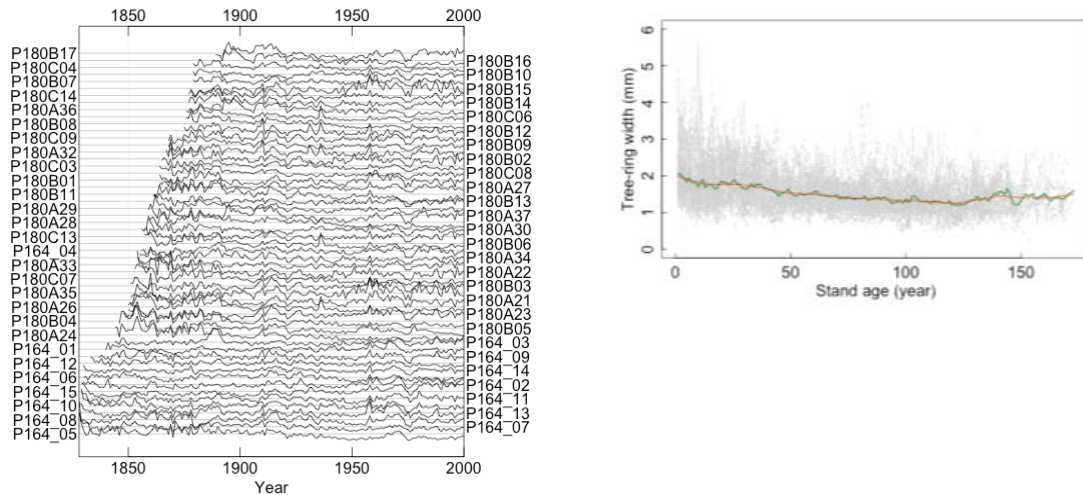 1850 1900 1950 2000
P180B17
P180C04
P180B07
P180C14
P180A36
P180B08
P180C09
P180A32
P180C03
P180B01
P180B11
P180A29
P180A28
P180C13
P164_04
P180A33
P180C07
P180A35
P180A26
P180B04
P180A24
P164_01
P164_12
P164_06
P164_15
P164_10
P164_08
P164_05
P180B16
P180B10
P180B15
P180B14
P180C06
P180B12
P180B09
P180B02
P180C08
P180A27
P180B13
P180A37
P180A30
P180B06
P180A34
P180A22
P180B03
P180A21
P180A23
P180B05
P164_03
P164_09
P164_14
P164_02
P164_11
P164_13
P164_07
1850 1900 1950 2000
Year
Tree-ring width (mm)
6
5
4
3
2
1
0
0 50 100 150
Stand age (year)